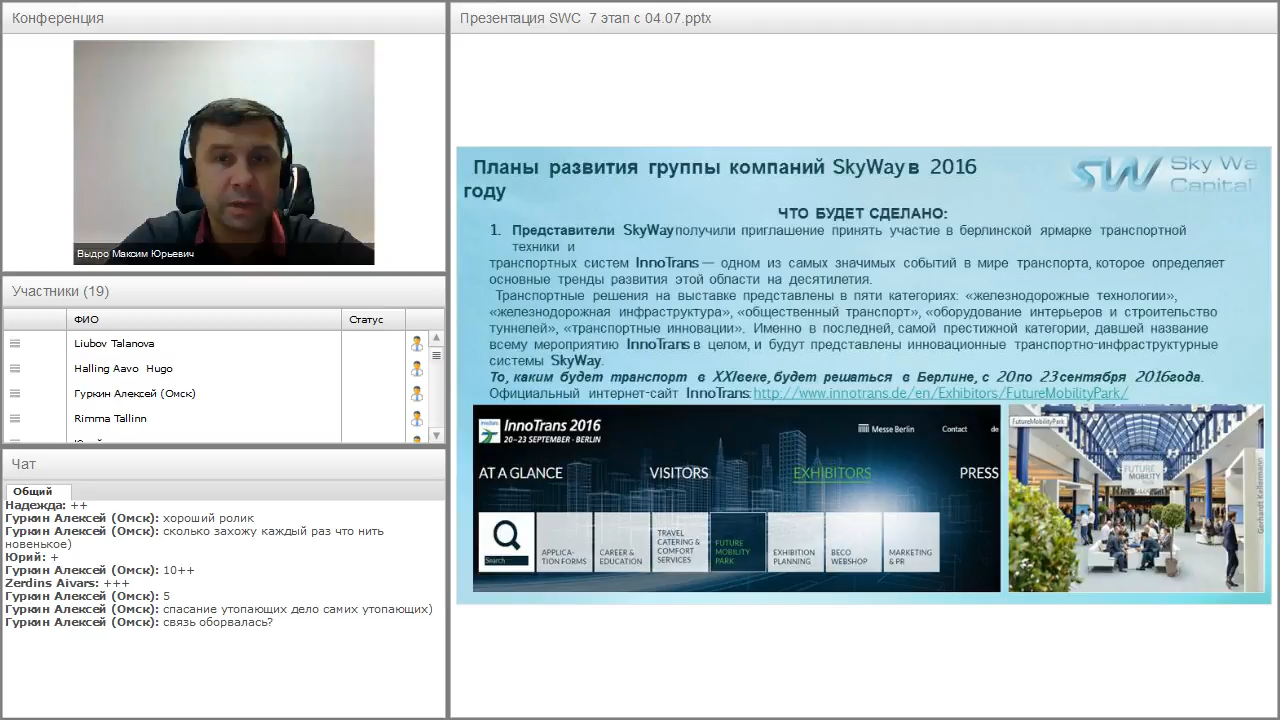 Конференция
Выдро Максим Юрьевич
Участники (19)
ФИО
Статус
Liubov Talanova
Halling Aavo Hugo
Гуркин Алексей (Омск)
Rimma Tallinn
Чат
Общий
Надежда: ++
Гуркин Алексей (Омск): хороший ролик
Гуркин Алексей (Омск): сколько захожу каждый раз что нить
новенькое)
Юрий: +
Гуркин Алексей (Омск): 10++
Zerdins Aivars: +++
Гуркин Алексей (Омск): 5
Гуркин Алексей (Омск): спасание утопающих дело самих утопающих)
Гуркин Алексей (Омск): связь оборвалась?
Презентация SWC 7 этап с 04.07.pptx
Планы развития группы компаний SkyWay в 2016
году
SW Sky Wa
Capital
ЧТО БУДЕТ СДЕЛАНО:
1. Представители SkyWay получили приглашение принять участие в берлинской ярмарке транспортной
техники и
транспортных систем InnoTrans — одном из самых значимых событий в мире транспорта, которое определяет
основные тренды развития этой области на десятилетия.
Транспортные решения на выставке представлены в пяти категориях: «железнодорожные технологии»,
«железнодорожная инфраструктура», «общественный транспорт», «оборудование интерьеров и строительство
туннелей», «транспортные инновации». Именно в последней, самой престижной категории, давшей название
всему мероприятию InnoTrans в целом, и будут представлены инновационные транспортно-инфраструктурные
системы SkyWay.
То, каким будет транспорт в XXI веке, будет решаться в Берлине, с 20 по 23 сентября 2016 года.
Официальный интернет-сайт InnoTrans: http://www.innotrans.de/en/Exhibitors/FutureMobilityPark/
InnoTrans 2016
20–23 SEPTEMBER · BERLIN
Messe Berlin
Contact
de
AT A GLANCE
VISITORS
EXHIBITORS
PRESS
Search
APPLICA-
TION FORMS
CAREER &
EDUCATION
TRAVEL
CATERING &
COMFORT
SERVICES
FUTURE
MOBILITY
PARK
EXHIBITION
PLANNING
BECO
WEBSHOP
MARKETING
& PR
FutureMobilityPark
FUTURE
MOBILITY
Gerhardt Kellermann